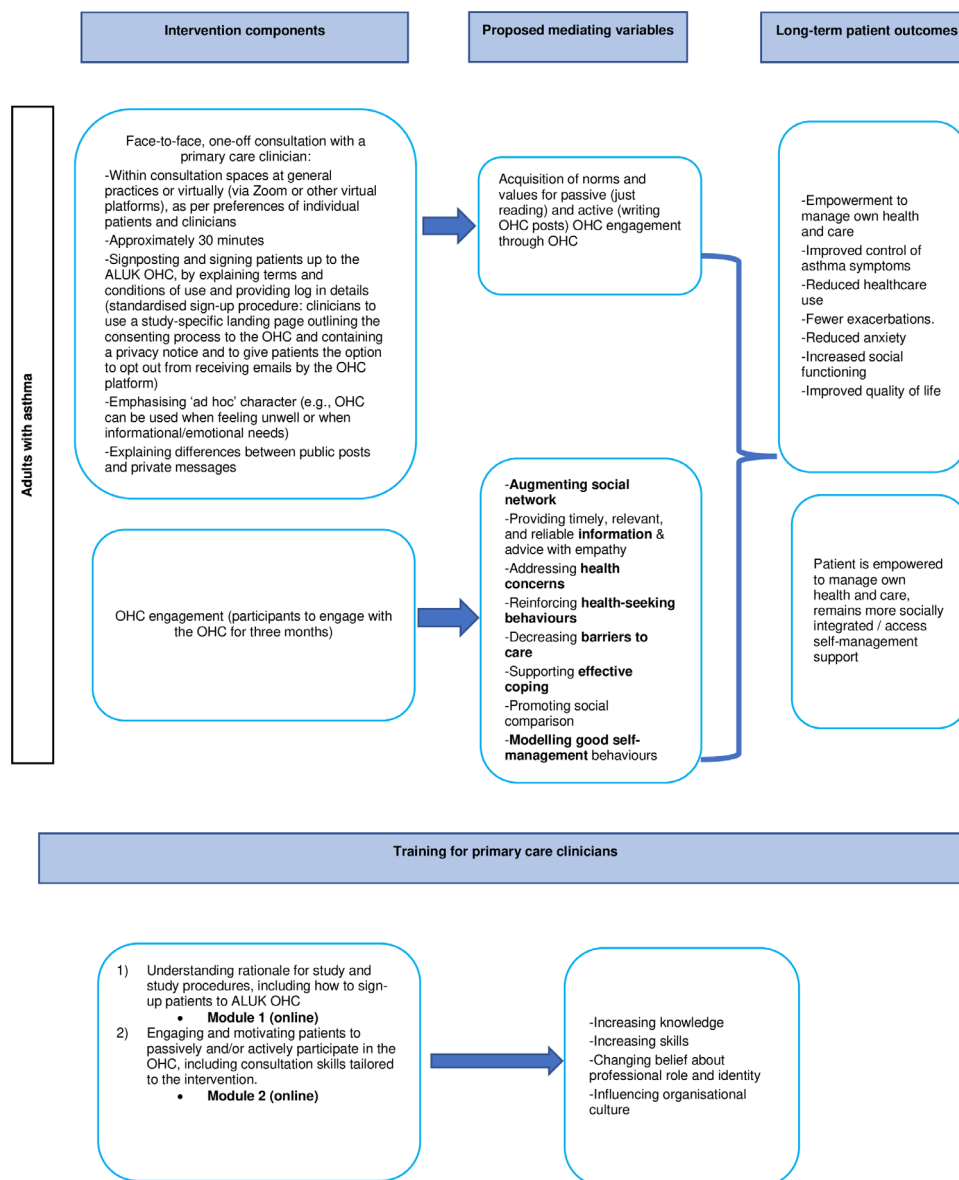 Intervention components
Proposed mediating variables
Long-term patient outcomes
Adults with asthma
Face-to-face, one-off consultation with a
primary care clinician:
-Within consultation spaces at general
practices or virtually (via Zoom or other virtual
platforms), as per preferences of individual
patients and clinicians
-Approximately 30 minutes
-Signposting and signing patients up to the
ALUK OHC, by explaining terms and
conditions of use and providing log in details
(standardised sign-up procedure: clinicians to
use a study-specific landing page outlining the
consenting process to the OHC and containing
a privacy notice and to give patients the option
to opt out from receiving emails by the OHC
platform)
-Emphasising ‘ad hoc’ character (e.g., OHC
can be used when feeling unwell or when
informational/emotional needs)
-Explaining differences between public posts
and private messages
Acquisition of norms and
values for passive (just
reading) and active (writing
OHC posts) OHC engagement
through OHC
-Empowerment to
manage own health
and care
-Improved control of
asthma symptoms
-Reduced healthcare
use
-Fewer exacerbations.
-Reduced anxiety
-Increased social
functioning
-Improved quality of life
OHC engagement (participants to engage with
the OHC for three months)
-Augmenting social
network
-Providing timely, relevant,
and reliable information &
advice with empathy
-Addressing health
concerns
-Reinforcing health-seeking
behaviours
-Decreasing barriers to
care
-Supporting effective
coping
-Promoting social
comparison
-Modelling good self-
management behaviours
Patient is empowered
to manage own
health and care,
remains more socially
integrated / access
self-management
support
Training for primary care clinicians
1) Understanding rationale for study and
study procedures, including how to sign-
up patients to ALUK OHC
• Module 1 (online)
2) Engaging and motivating patients to
passively and/or actively participate in the
OHC, including consultation skills tailored
to the intervention.
• Module 2 (online)
-Increasing knowledge
-Increasing skills
-Changing belief about
professional role and identity
-Influencing organisational
culture